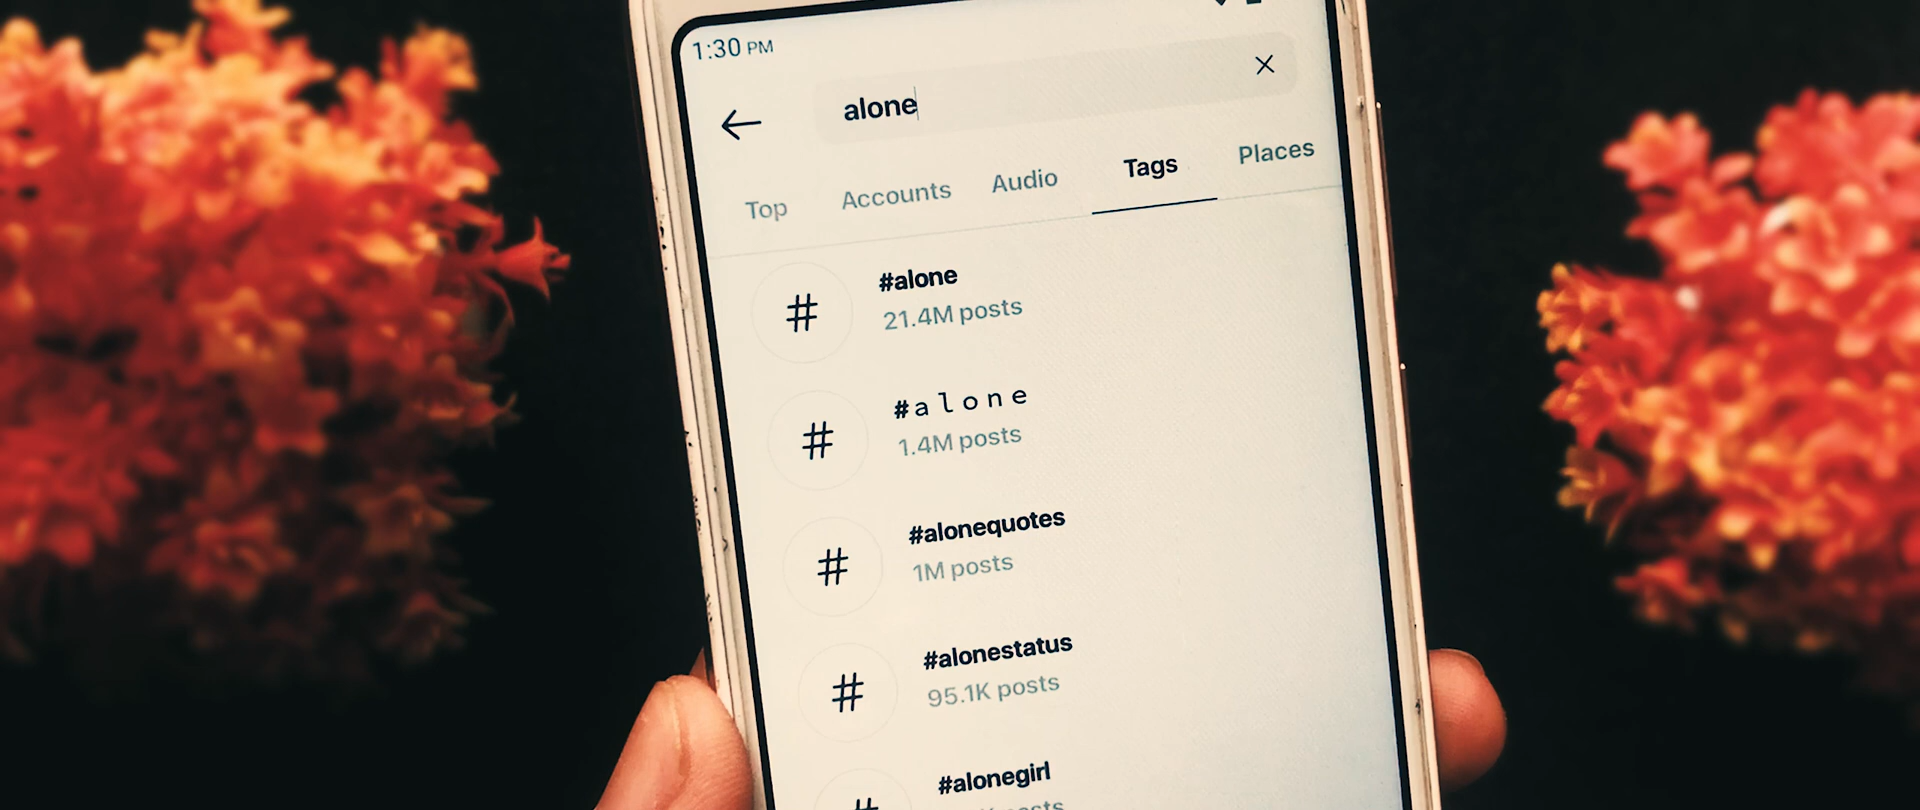 1:30 PM
alone
Top Accounts Audio Tags Places
#alone
21.4M posts
#ａｌｏｎｅ
1.4M posts
#alonequotes
1M posts
#alonestatus
95.1K posts
#alonegirl
posts